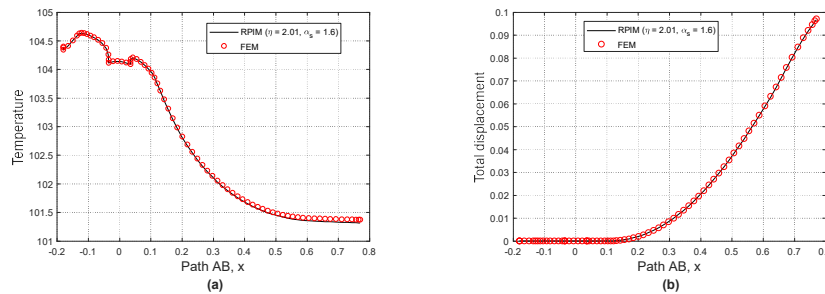 105
104.5
104
103.5
103
102.5
102
101.5
101
Temperature
RPIM (η = 2.01, αs = 1.6)
FEM
-0.2 -0.1 0 0.1 0.2 0.3 0.4 0.5 0.6 0.7 0.8
Path AB, x
(a)
0.1
0.09
0.08
0.07
0.06
0.05
0.04
0.03
0.02
0.01
0
Total displacement
RPIM (η = 2.01, αs = 1.6)
FEM
0.2 -0.1 0 0.1 0.2 0.3 0.4 0.5 0.6 0.7 0.8
Path AB, x
(b)